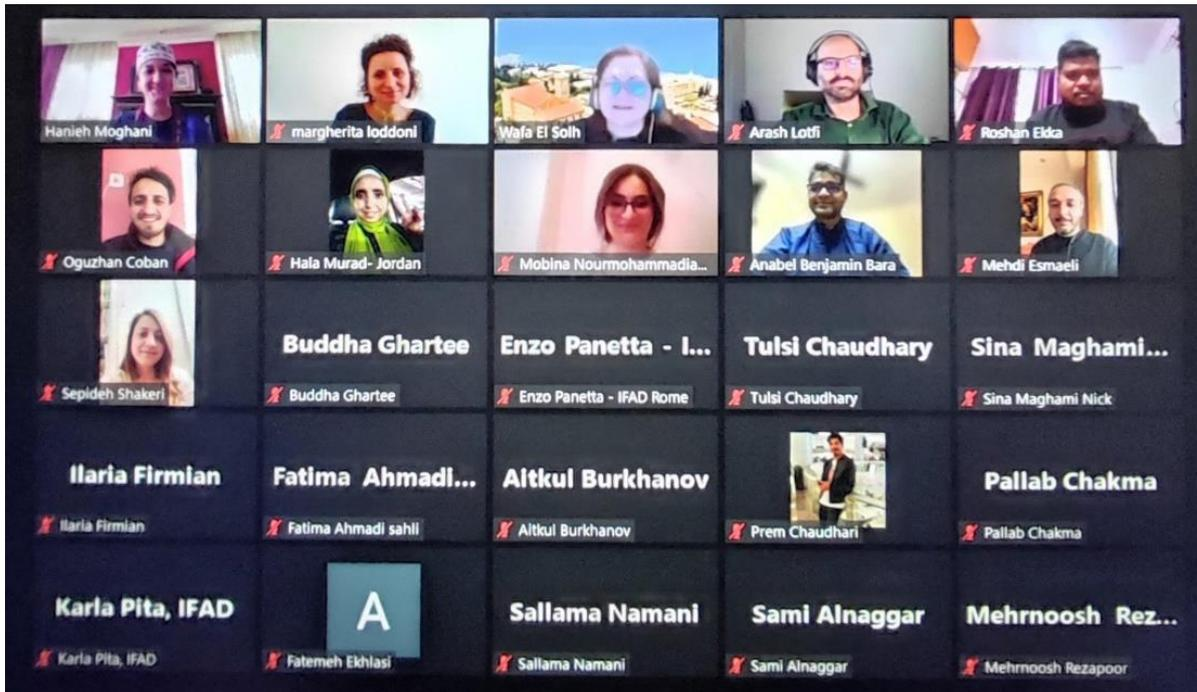 Hanieh Moghani
margherita loddoni
Wafa El Solh
Arash Lotfi
Roshan Ekka
Oguzhan Coban
Hala Murad- Jordan
Mobina Nourmohammadia...
Anabel Benjamin Bara
Mehdi Esmaeli
Sepideh Shakeri
Buddha Ghartee
Buddha Ghartee
Enzo Panetta - I...
Enzo Panetta - IFAD Rome
Tulsi Chaudhary
Tulsi Chaudhary
Sina Maghami...
Sina Maghami Nick
Ilaria Firmian
Ilaria Firmian
Fatima Ahmadi...
Fatima Ahmadi sahli
Aitkul Burkhanov
Aitkul Burkhanov
Prem Chaudhari
Pallab Chakma
Pallab Chakma
Karla Pita, IFAD
Karla Pita, IFAD
A
Fatemeh Ekhlasi
Sallama Namani
Sallama Namani
Sami Alnaggar
Sami Alnaggar
Mehrnoosh Rez...
Mehrnoosh Rezapoor